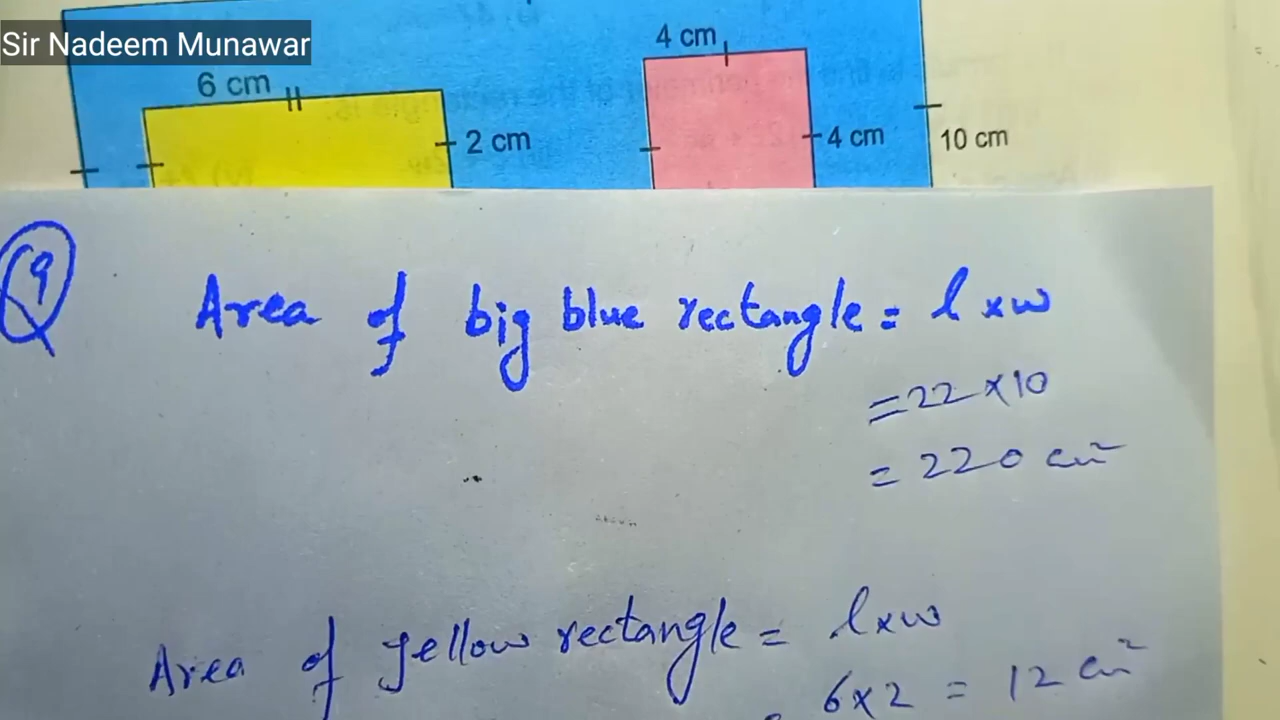 Sir Nadeem Munawar
4 cm
6 cm
2 cm
4 cm
10 cm
Q9
Area of big blue rectangle = l x w
= 22 x 10
= 220 cm²
Area of yellow rectangle = l x w
= 6 x 2 = 12 cm²